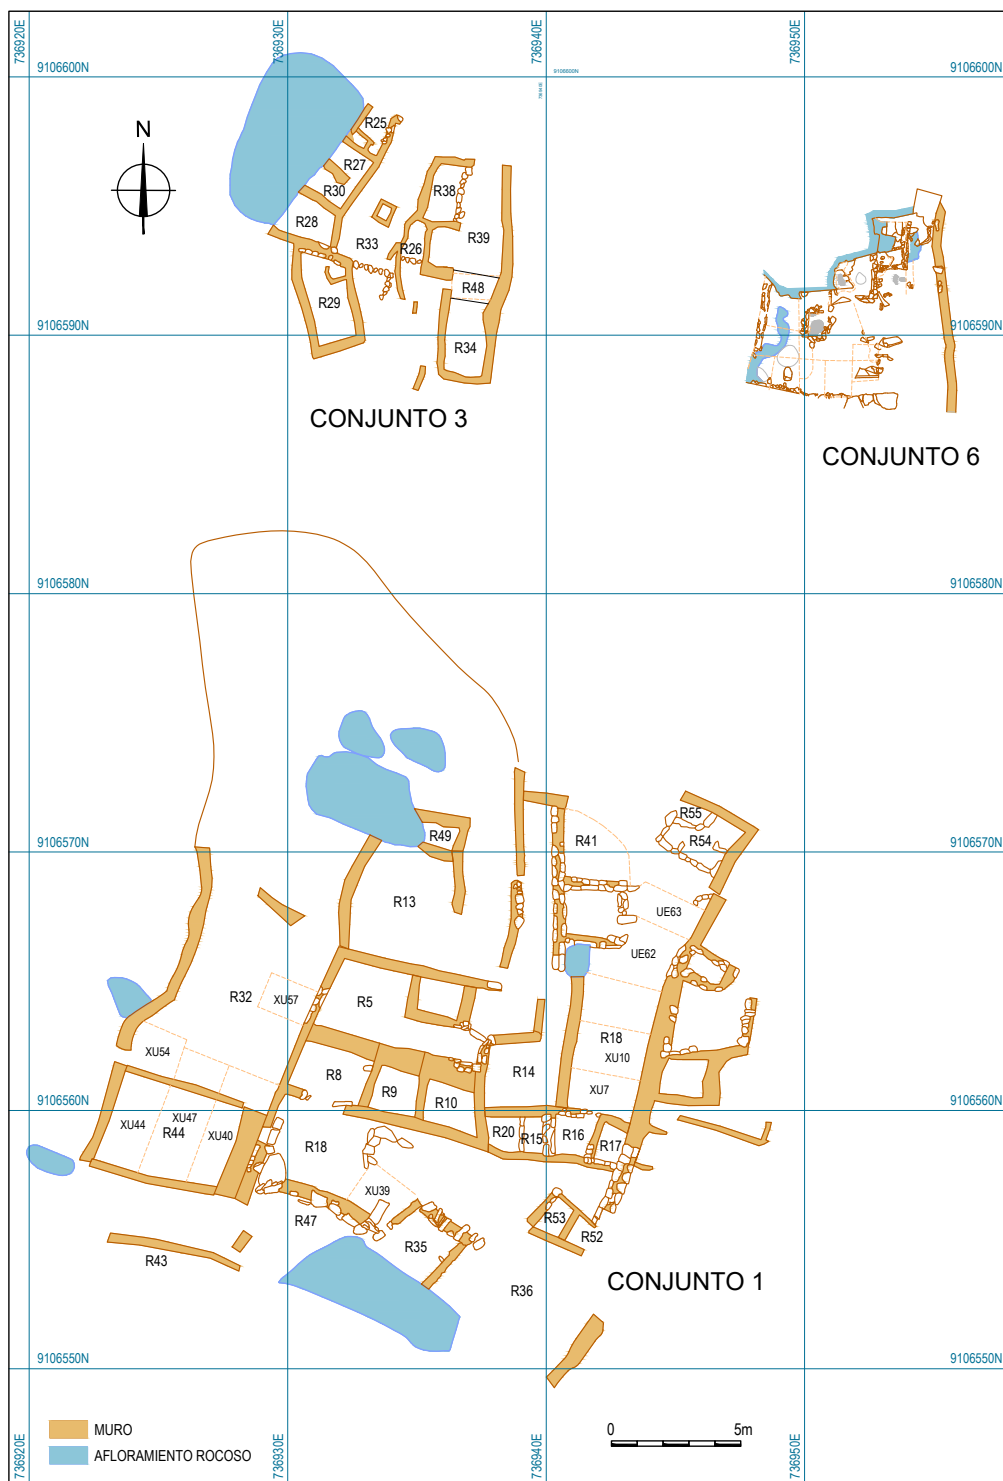 736920E
736930E
736940E
736950E
9106600N
9106600N
9106600N
N
R25
R27
R30
R28
R33
R38
R26
R39
R48
R29
R34
9106590N
9106590N
CONJUNTO 3
CONJUNTO 6
9106580N
9106580N
R55
R54
R41
R49
9106570N
9106570N
R13
UE63
UE62
R32
XU57
R5
R18
XU10
XU54
R8
R9
R10
R14
XU7
9106560N
9106560N
XU44
XU47
R44
XU40
R18
R20
R15
R16
R17
XU39
R47
R53
R52
R35
R43
R36
CONJUNTO 1
9106550N
9106550N
MURO
AFLORAMIENTO ROCOSO
0 5m
736920E
736930E
736940E
736950E